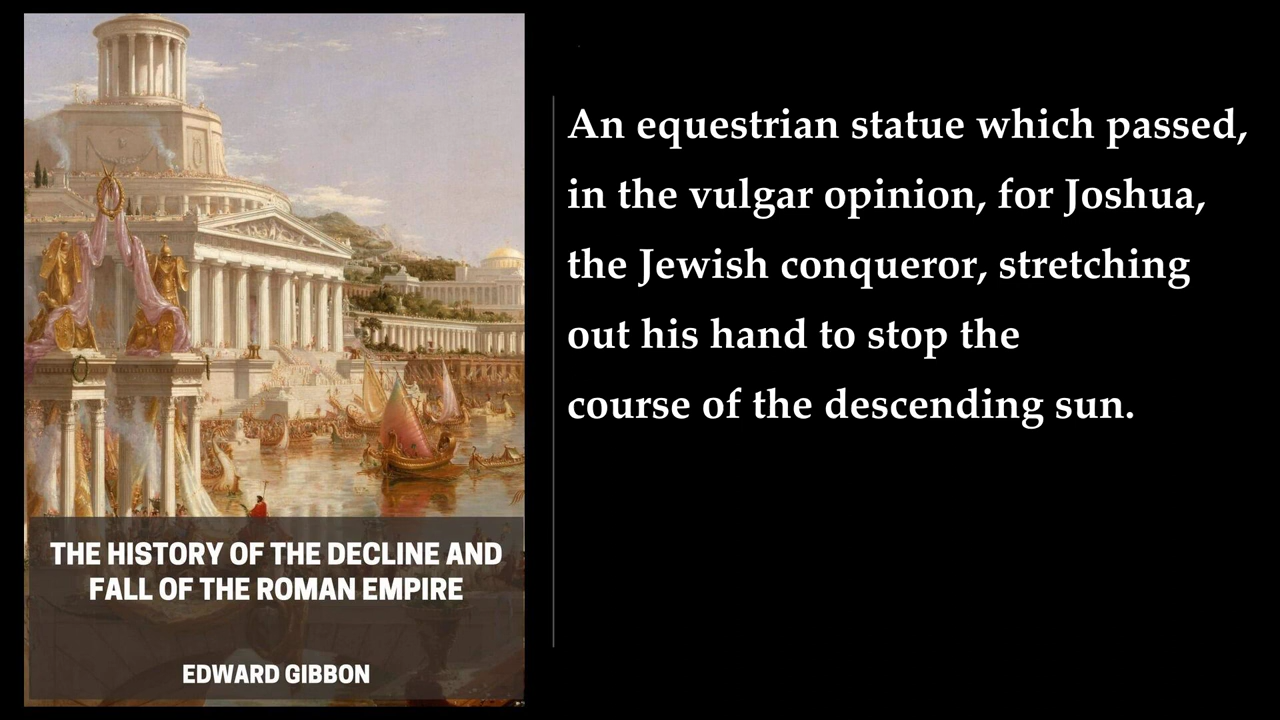 An equestrian statue which passed,
in the vulgar opinion, for Joshua,
the Jewish conqueror, stretching
out his hand to stop the
course of the descending sun.
THE HISTORY OF THE DECLINE AND
FALL OF THE ROMAN EMPIRE
EDWARD GIBBON